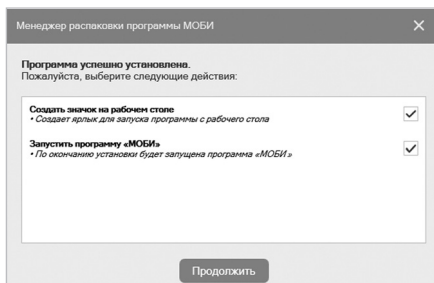 Менеджер распаковки программы МОБИ
Программа успешно установлена.
Пожалуйста, выберите следующие действия:
Создать значок на рабочем столе
• Создает ярлык для запуска программы с рабочего стола
Запустить программу «МОБИ»
• По окончанию установки будет запущена программа «МОБИ»
Продолжить